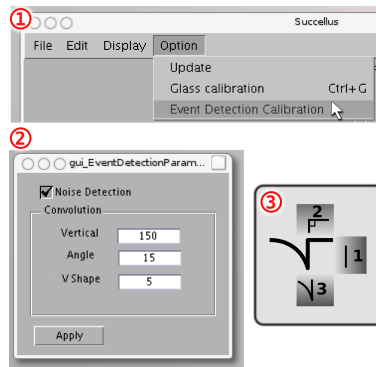 ①
Succellus
File Edit Display Option
Update
Glass calibration Ctrl+G
Event Detection Calibration
②
gui_EventDetectionParam...
Noise Detection
Convolution
Vertical 150
Angle 15
V Shape 5
Apply
③
2
1
3